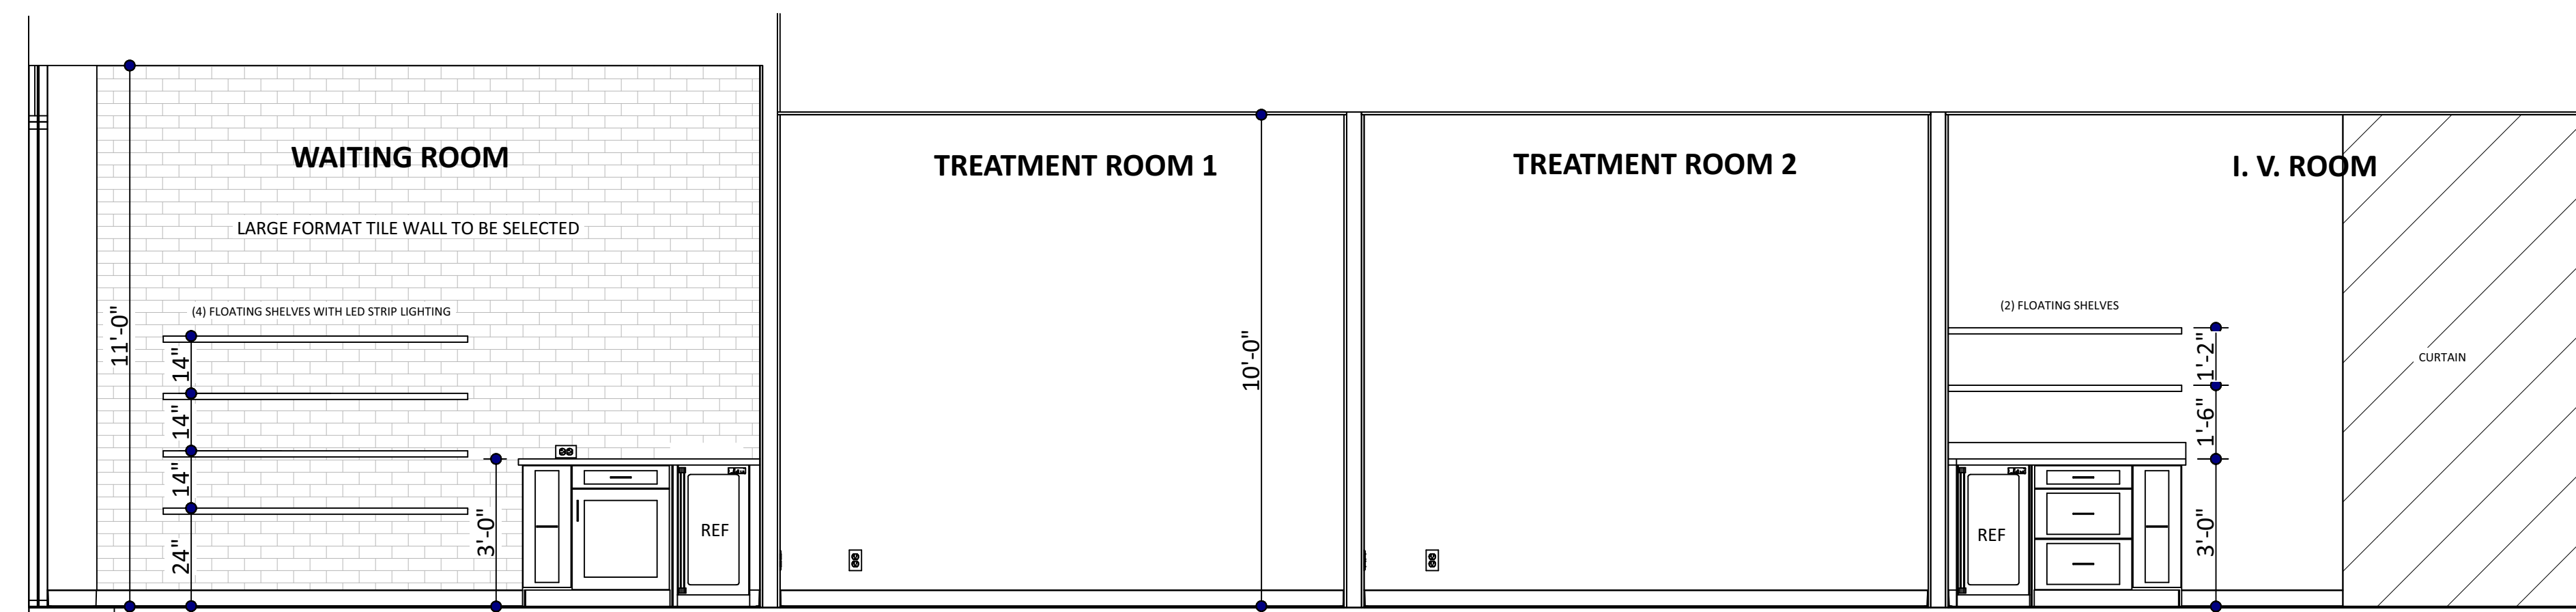 WAITING ROOM
LARGE FORMAT TILE WALL TO BE SELECTED
(4) FLOATING SHELVES WITH LED STRIP LIGHTING
11'-0"
14"
14"
14"
24"
3'-0"
REF
TREATMENT ROOM 1
10'-0"
TREATMENT ROOM 2
I. V. ROOM
(2) FLOATING SHELVES
1'-2"
1'-6"
3'-0"
REF
CURTAIN